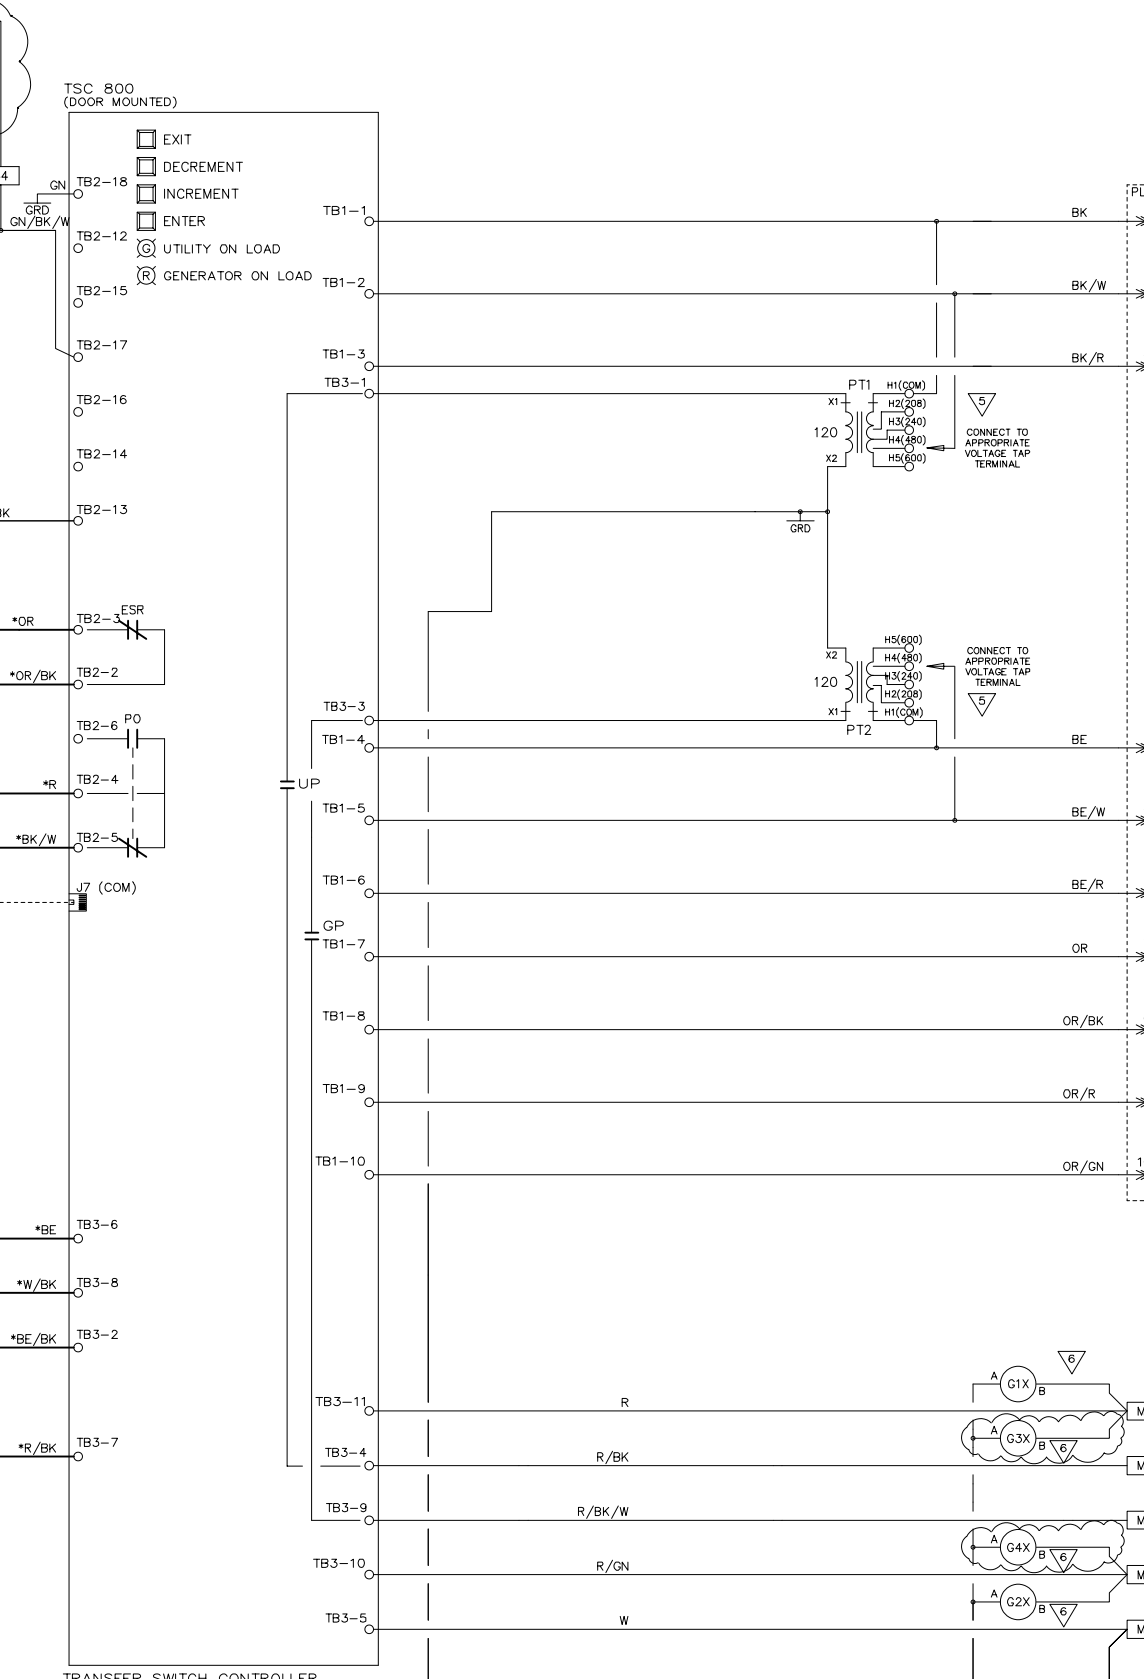 TSC 800
(DOOR MOUNTED)
EXIT
DECREMENT
INCREMENT
ENTER
G UTILITY ON LOAD
R GENERATOR ON LOAD
4
GN
GRD
GN/BK/W
TB2-18
TB2-12
TB2-15
TB2-17
TB2-16
TB2-14
TB2-13
BK
*OR
TB2-3
ESR
*OR/BK
TB2-2
TB2-6
PO
*R
TB2-4
*BK/W
TB2-5
J7 (COM)
*BE
TB3-6
*W/BK
TB3-8
*BE/BK
TB3-2
*R/BK
TB3-7
UP
GP
TB1-1
BK
TB1-2
BK/W
TB1-3
BK/R
TB3-1
PT1
X1
120
X2
H1(COM)
H2(208)
H3(240)
H4(480)
H5(600)
5
CONNECT TO
APPROPRIATE
VOLTAGE TAP
TERMINAL
GRD
H5(600)
H4(480)
H3(240)
H2(208)
H1(COM)
X2
120
X1
PT2
CONNECT TO
APPROPRIATE
VOLTAGE TAP
TERMINAL
5
TB3-3
TB1-4
BE
TB1-5
BE/W
TB1-6
BE/R
TB1-7
OR
TB1-8
OR/BK
TB1-9
OR/R
TB1-10
OR/GN
PL
1
6
A G1X B
TB3-11
R
M
A G3X B 6
TB3-4
R/BK
M
TB3-9
R/BK/W
M
A G4X B 6
TB3-10
R/GN
M
A G2X B 6
TB3-5
W
M
TRANSFER SWITCH CONTROLLER